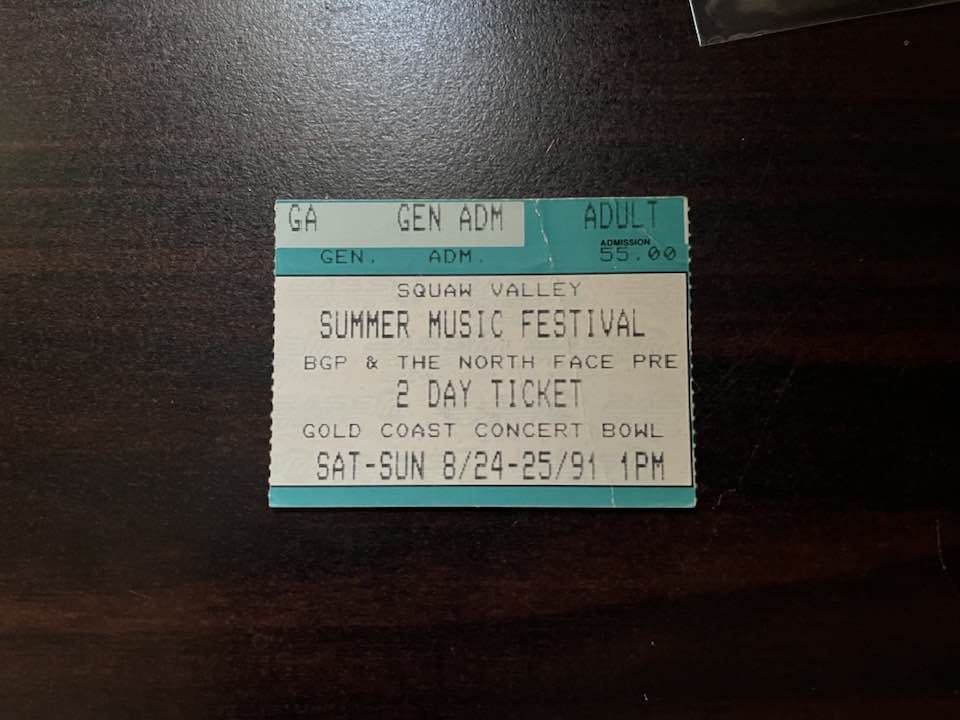 GA GEN ADM ADULT
ADMISSION
GEN. ADM. 55.00
SQUAW VALLEY
SUMMER MUSIC FESTIVAL
BGP & THE NORTH FACE PRE
2 DAY TICKET
GOLD COAST CONCERT BOWL
SAT-SUN 8/24-25/91 1PM